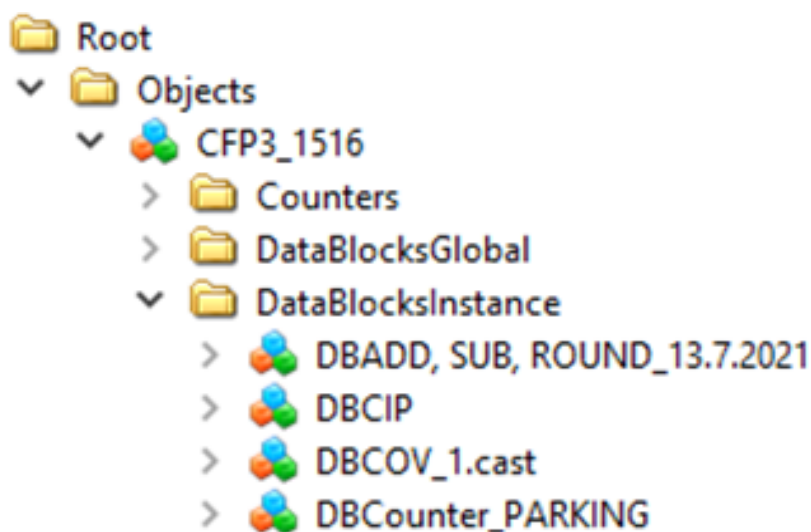 Root
Objects
CFP3_1516
Counters
DataBlocksGlobal
DataBlocksInstance
DBADD, SUB, ROUND_13.7.2021
DBCIP
DBCOV_1.cast
DBCounter_PARKING